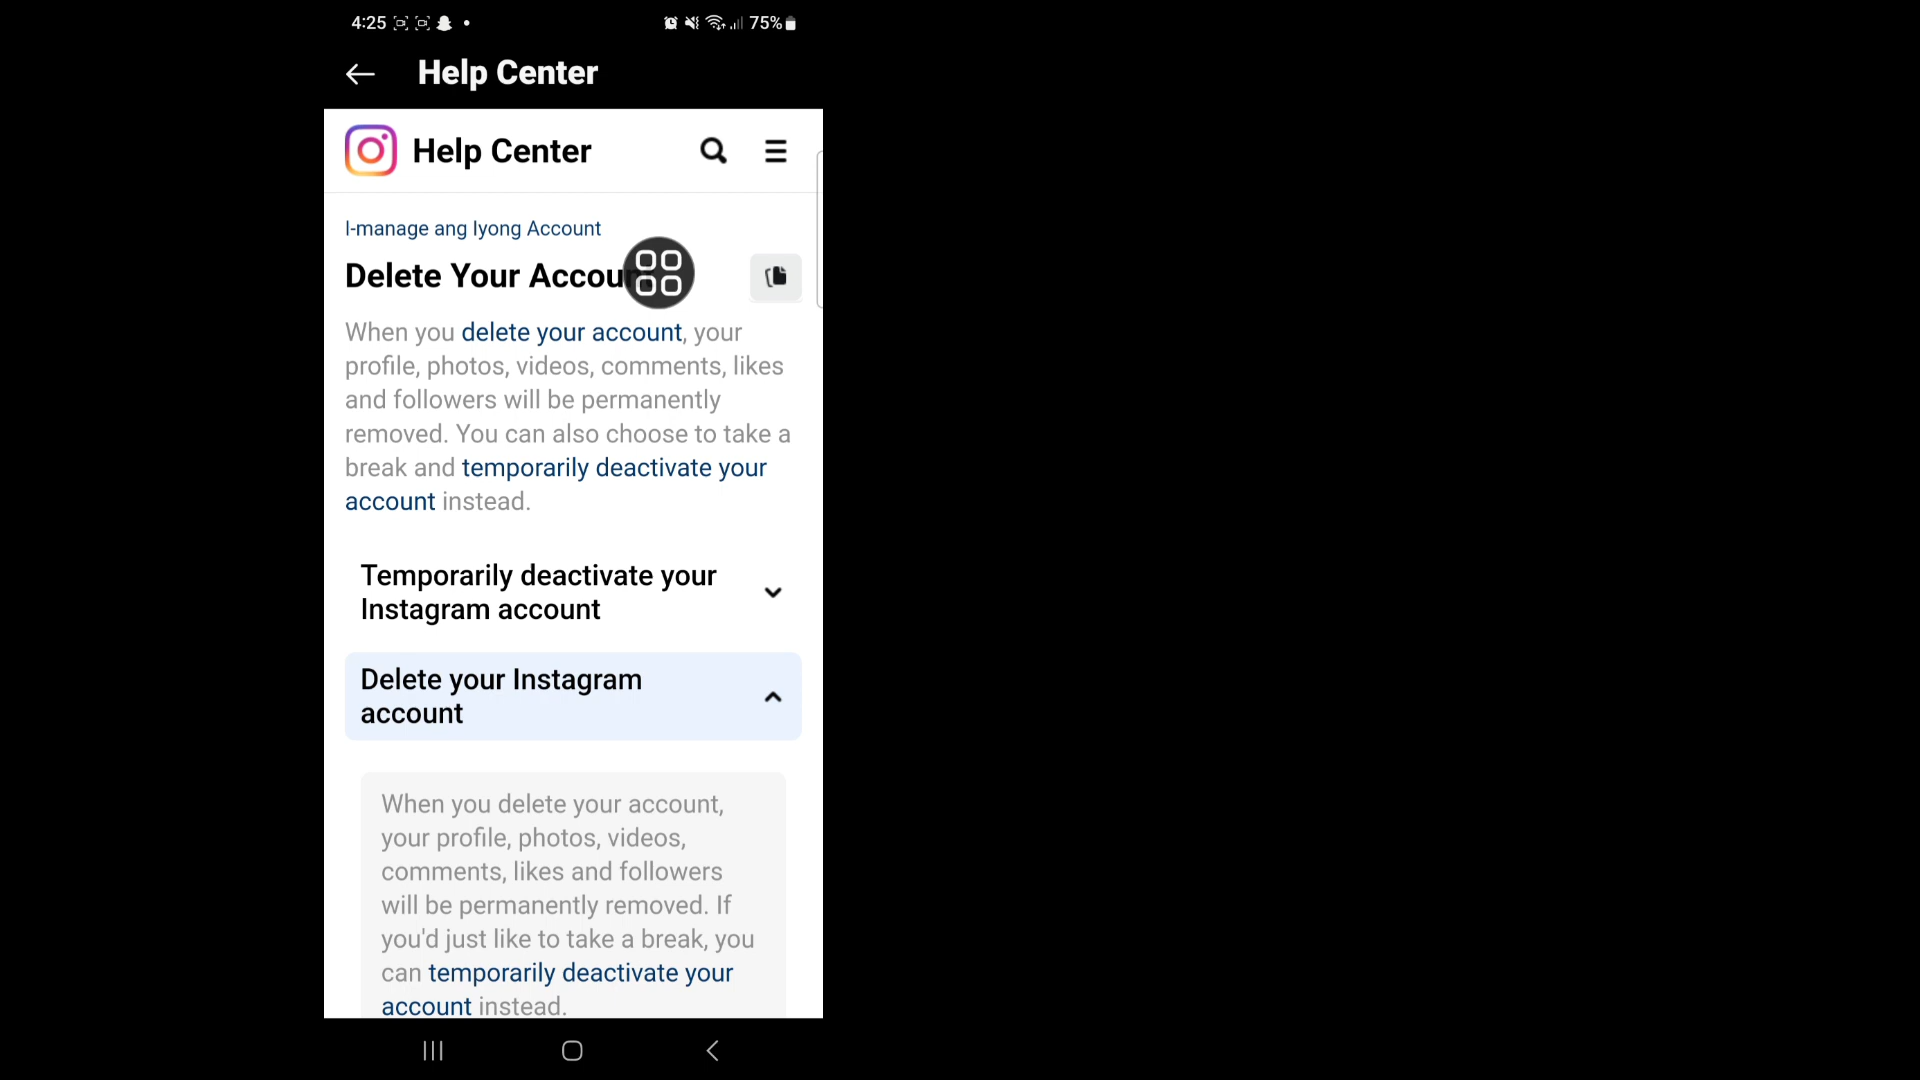 4:25
75%
Help Center
Help Center
I-manage ang Iyong Account
Delete Your
When you delete your account, your
profile, photos, videos, comments, likes
and followers will be permanently
removed. You can also choose to take a
break and temporarily deactivate your
account instead.
Temporarily deactivate your
Instagram account
Delete your Instagram
account
When you delete your account,
your profile, photos, videos,
comments, likes and followers
will be permanently removed. If
you'd just like to take a break, you
can temporarily deactivate your
account instead.